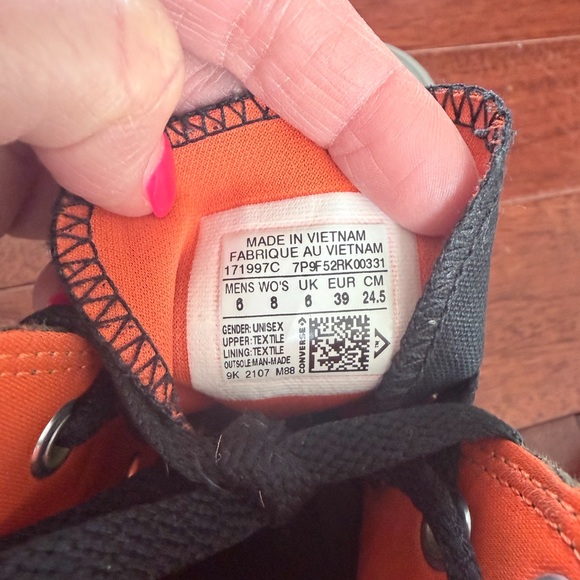 MADE IN VIETNAM
FABRIQUE AU VIETNAM
171997C 7P9F52RK00331
MENS WO'S UK EUR CM
6 8 6 39 24.5
GENDER: UNISEX
UPPER: TEXTILE
LINING: TEXTILE
OUTSOLE:MAN-MADE
9K 2107 M88
CONVERSE